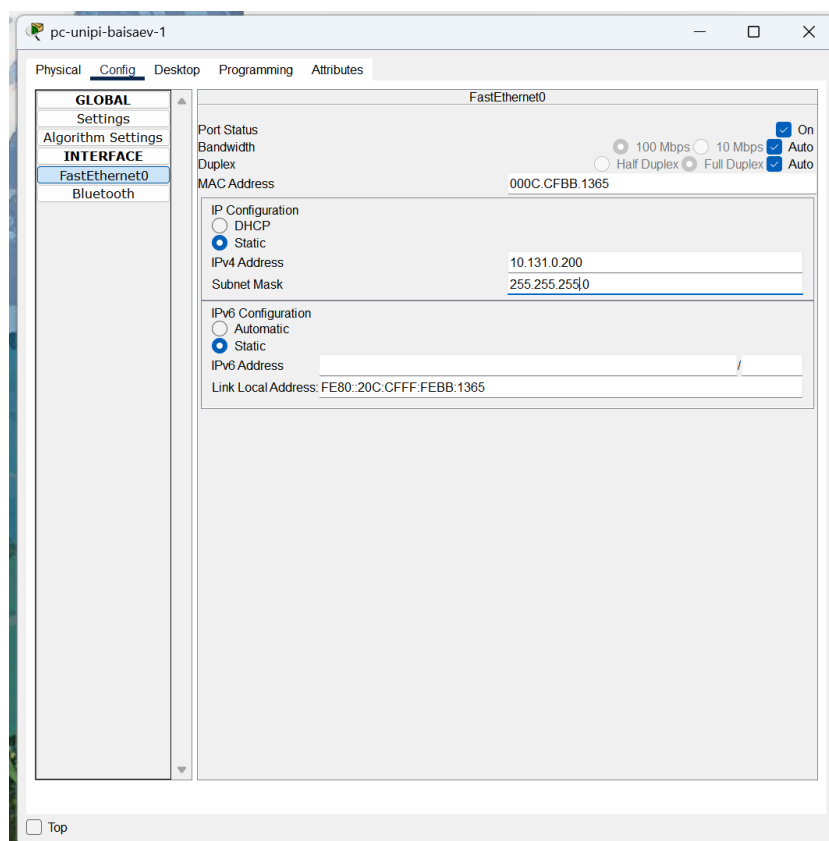 pc-unipi-baisaev-1
Physical Config Desktop Programming Attributes
GLOBAL
Settings
Algorithm Settings
INTERFACE
FastEthernet0
Bluetooth
FastEthernet0
Port Status On
Bandwidth 100 Mbps 10 Mbps Auto
Duplex Half Duplex Full Duplex Auto
MAC Address 000C.CFBB.1365
IP Configuration
DHCP
Static
IPv4 Address 10.131.0.200
Subnet Mask 255.255.255.0
IPv6 Configuration
Automatic
Static
IPv6 Address /
Link Local Address: FE80::20C:CFFF:FEBB:1365
Top